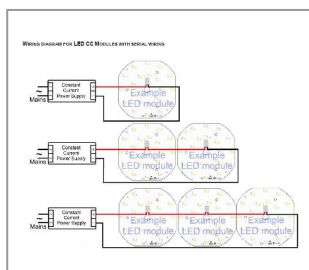 WIRING DIAGRAM FOR LED CC MODULES WITH SERIAL WIRING
Constant
Current
Power Supply
Mains
Example
LED module
Constant
Current
Power Supply
Mains
Example
LED module
Example
LED module
Constant
Current
Power Supply
Mains
Example
LED module
Example
LED module
Example
LED module